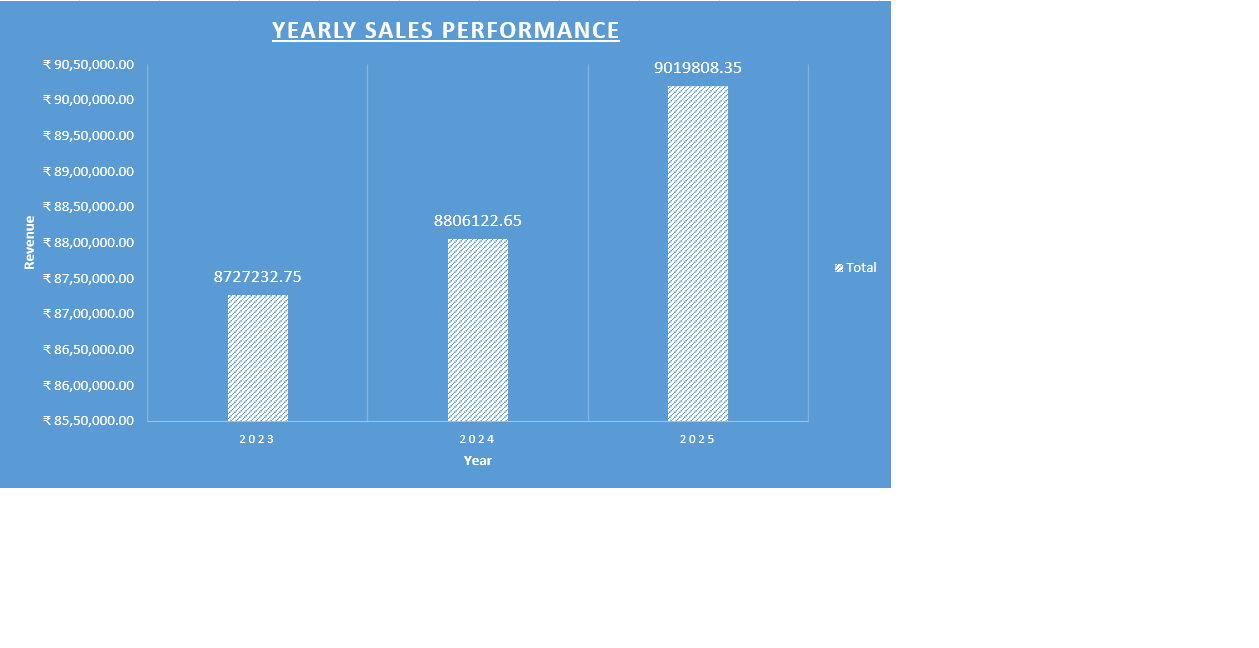 YEARLY SALES PERFORMANCE
₹ 90,50,000.00
₹ 90,00,000.00
₹ 89,50,000.00
₹ 89,00,000.00
₹ 88,50,000.00
₹ 88,00,000.00
₹ 87,50,000.00
₹ 87,00,000.00
₹ 86,50,000.00
₹ 86,00,000.00
₹ 85,50,000.00
Revenue
8727232.75
8806122.65
9019808.35
2023 2024 2025
Year
Total